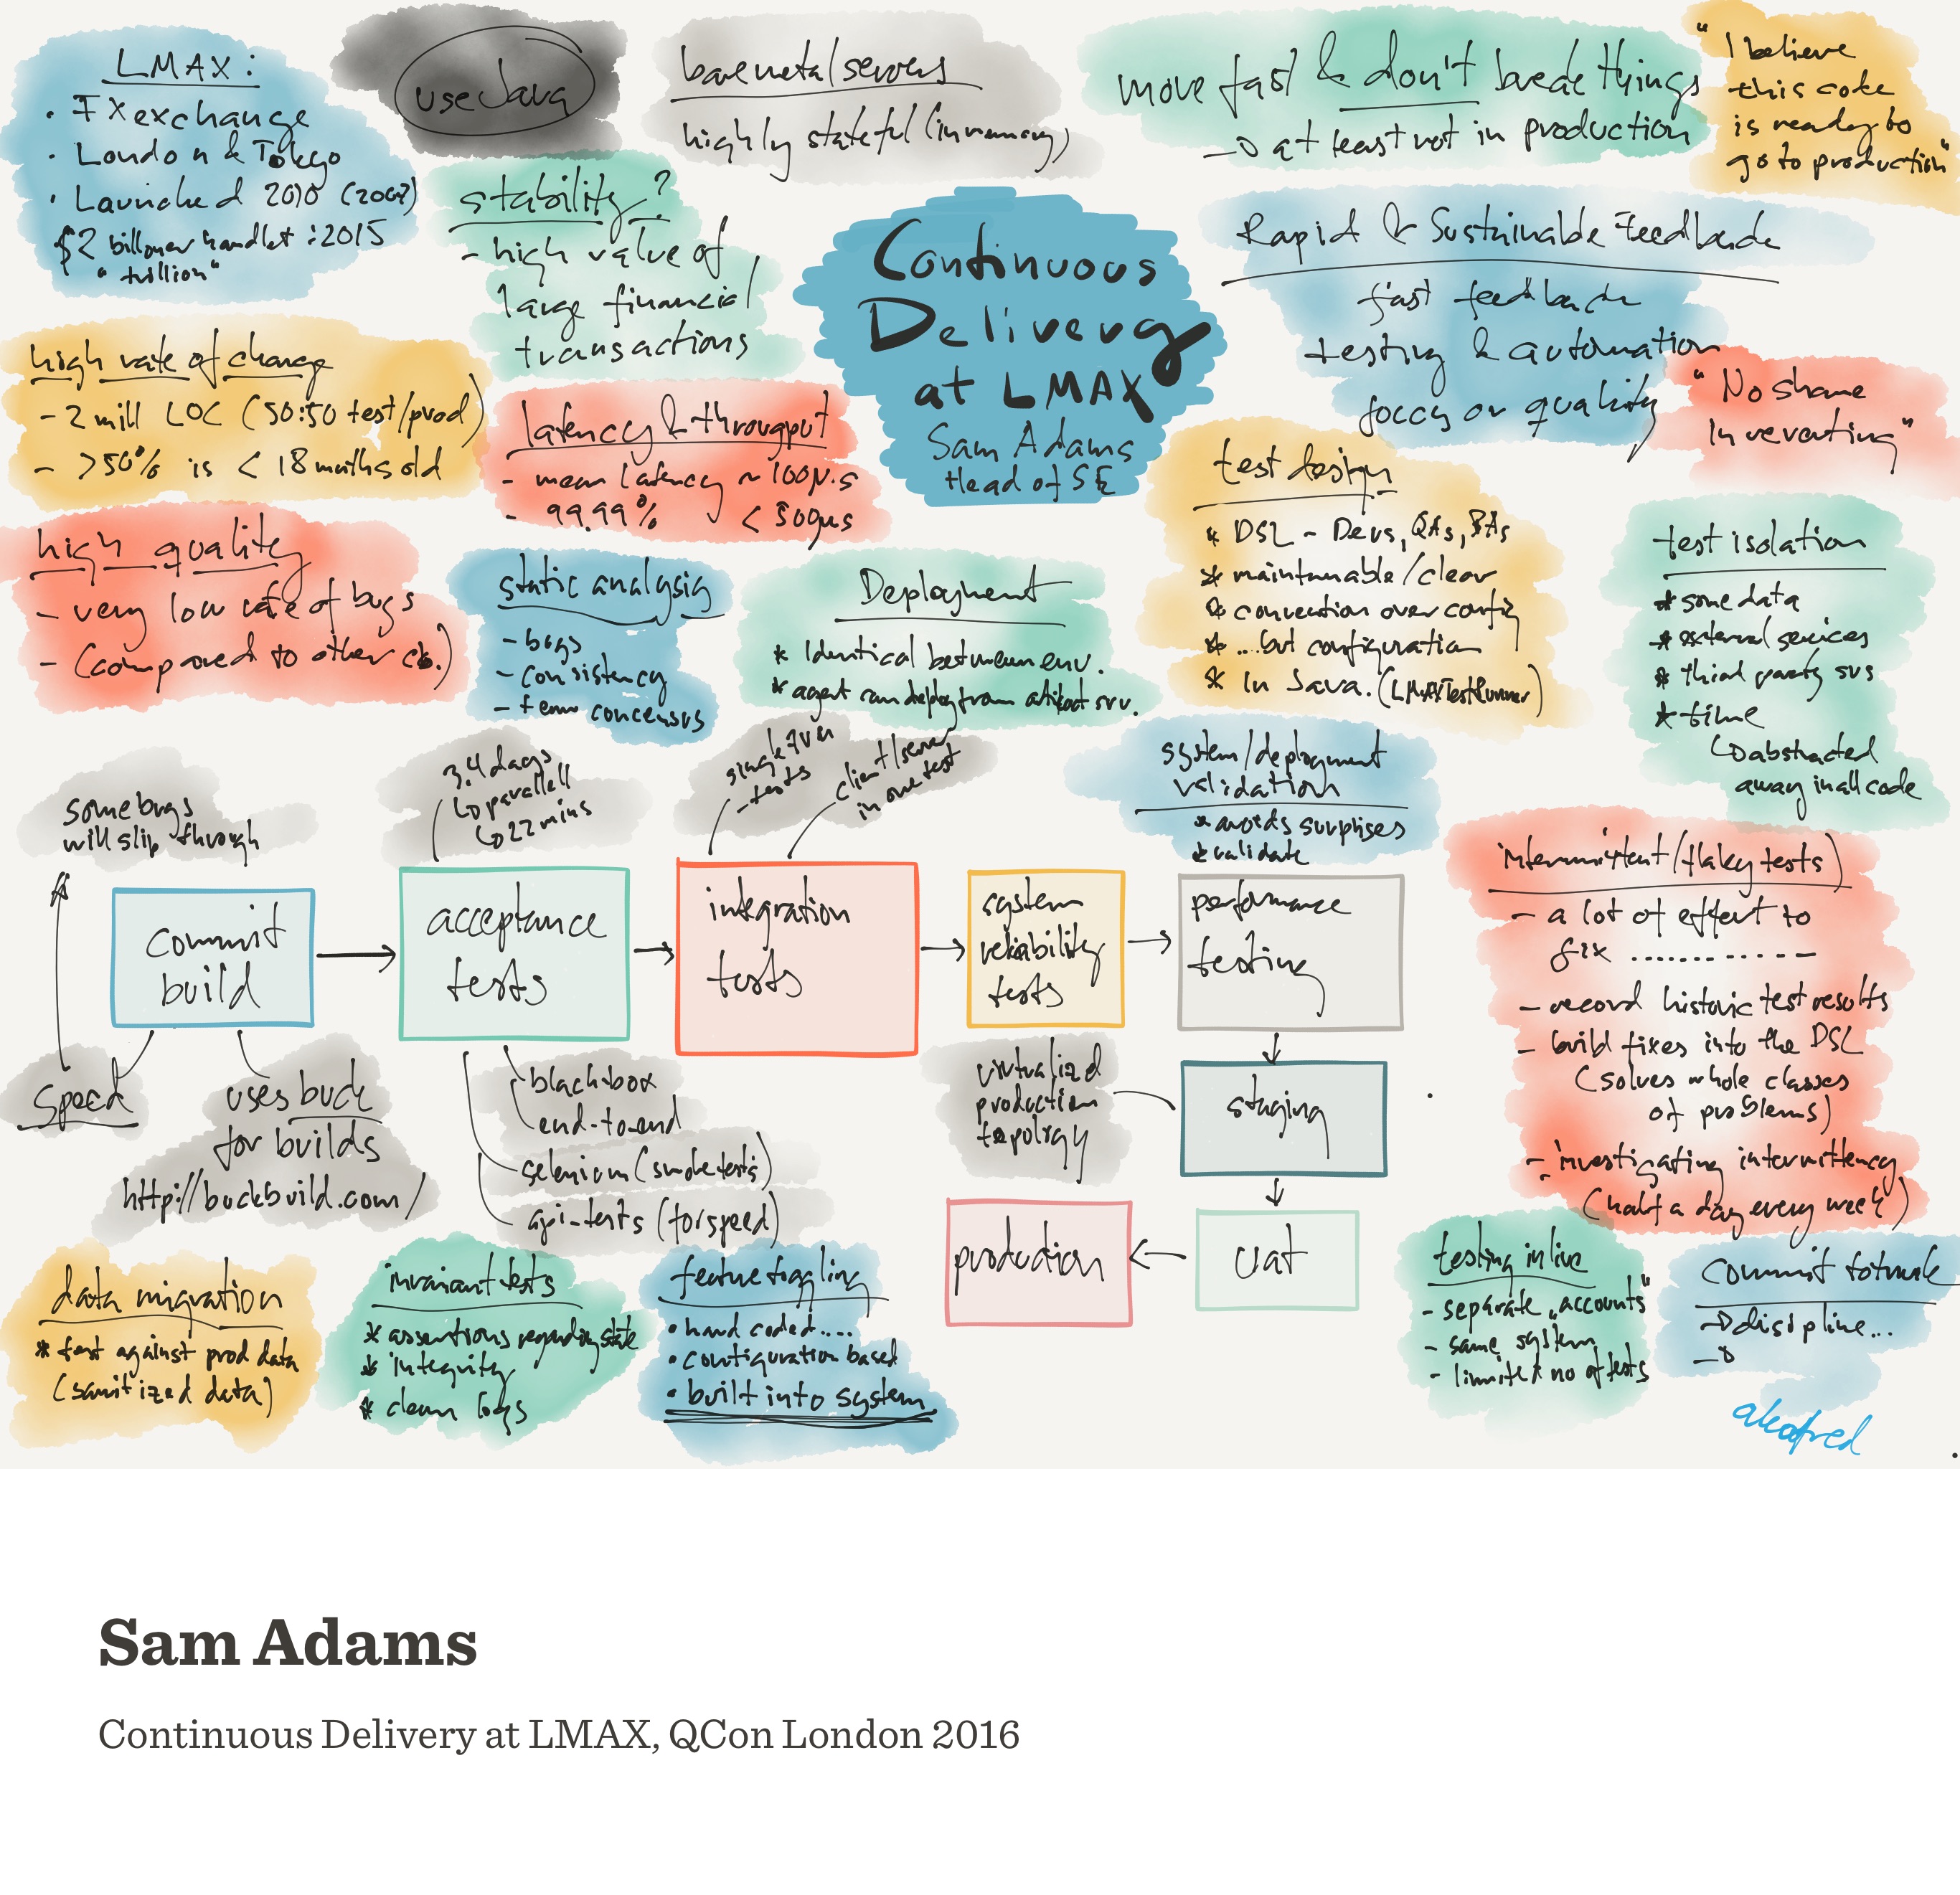 LMAX:
· FX exchange
· London & Tokyo
· Launched 2010 (2007)
$2 billion over handlet i 2015
"trillion"
use Java
bare metal servers
highly stateful (in memory)
move fast & don't break things
→ at least not in production
"I believe
this code
is ready to
go to production"
stability?
- high value of
large financial
transactions
Continuous
Delivery
at LMAX
Sam Adams
Head of SE
Rapid & Sustainable Feedback
fast feedback
testing & automation
focus on quality
"No shame
in reverting"
high rate of change
- 2 mill LOC (50:50 test/prod)
- >50% is < 18 months old
latency & througput
- mean latency ~ 100µs
- 99.99% < 500µs
high quality
- very low rate of bugs
- (compared to other)
static analysis
- bugs
- consistency
- team concensus
Deployment
* Identical between env.
* agent can deploy from artifact srv.
test design
* DSL - Devs, QAs, BAs
* maintainable/clear
* convention over config
* ...but configuration
* In Java. (LMAXTestRunner)
test isolation
* some data
* external services
* third party svs
* time
↳ abstracted
away in all code
some bugs
will slip through
3,4 days
↳ parallell
↳ 22 mins
single JVM
- tests
client/server
in one test
system/deployment
validation
* avoids surprises
* validate
commit
build
acceptance
tests
integration
tests
system
reliability
tests
performance
testing
intermittent/flaky tests)
- a lot of effert to
fix .............
- record historic test results
- build fixes into the DSL
(solves whole classes
of problems)
- investigating intermittency
(half a day every week)
speed
uses buck
for builds
http://buckbuild.com/
black-box
end-to-end
selenium (smoke tests)
api-tests (for speed)
virtualized
production
topology
staging
production
uat
data migration
* test against prod data
(sanitized data)
invariant tests
* assertions regarding state
* integrity
* clean logs
feature toggling
· hand coded....
· configuration based
· built into system
testing in live
- separate "accounts"
- same system
- limited no of tests
Commit to trunk
→ disipline...
→
Sam Adams
Continuous Delivery at LMAX, QCon London 2016